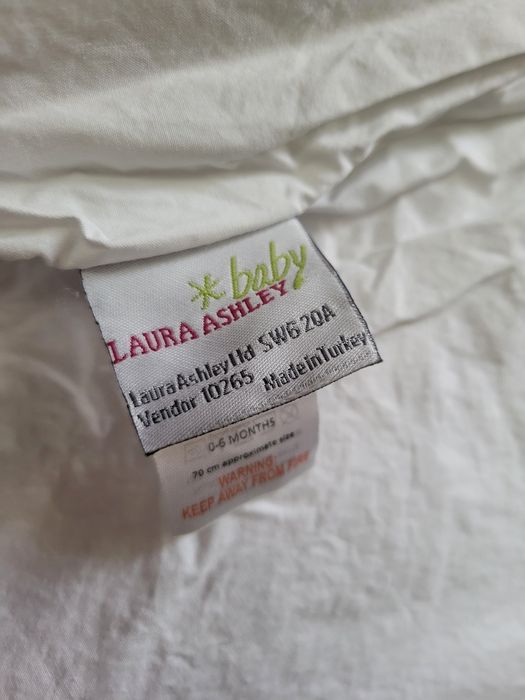 * baby
LAURA ASHLEY
Laura Ashley Ltd SW6 2QA
Vendor 10265 Made In Turkey
0-6 MONTHS
70 cm approximate size
WARNING:
KEEP AWAY FROM FIRE